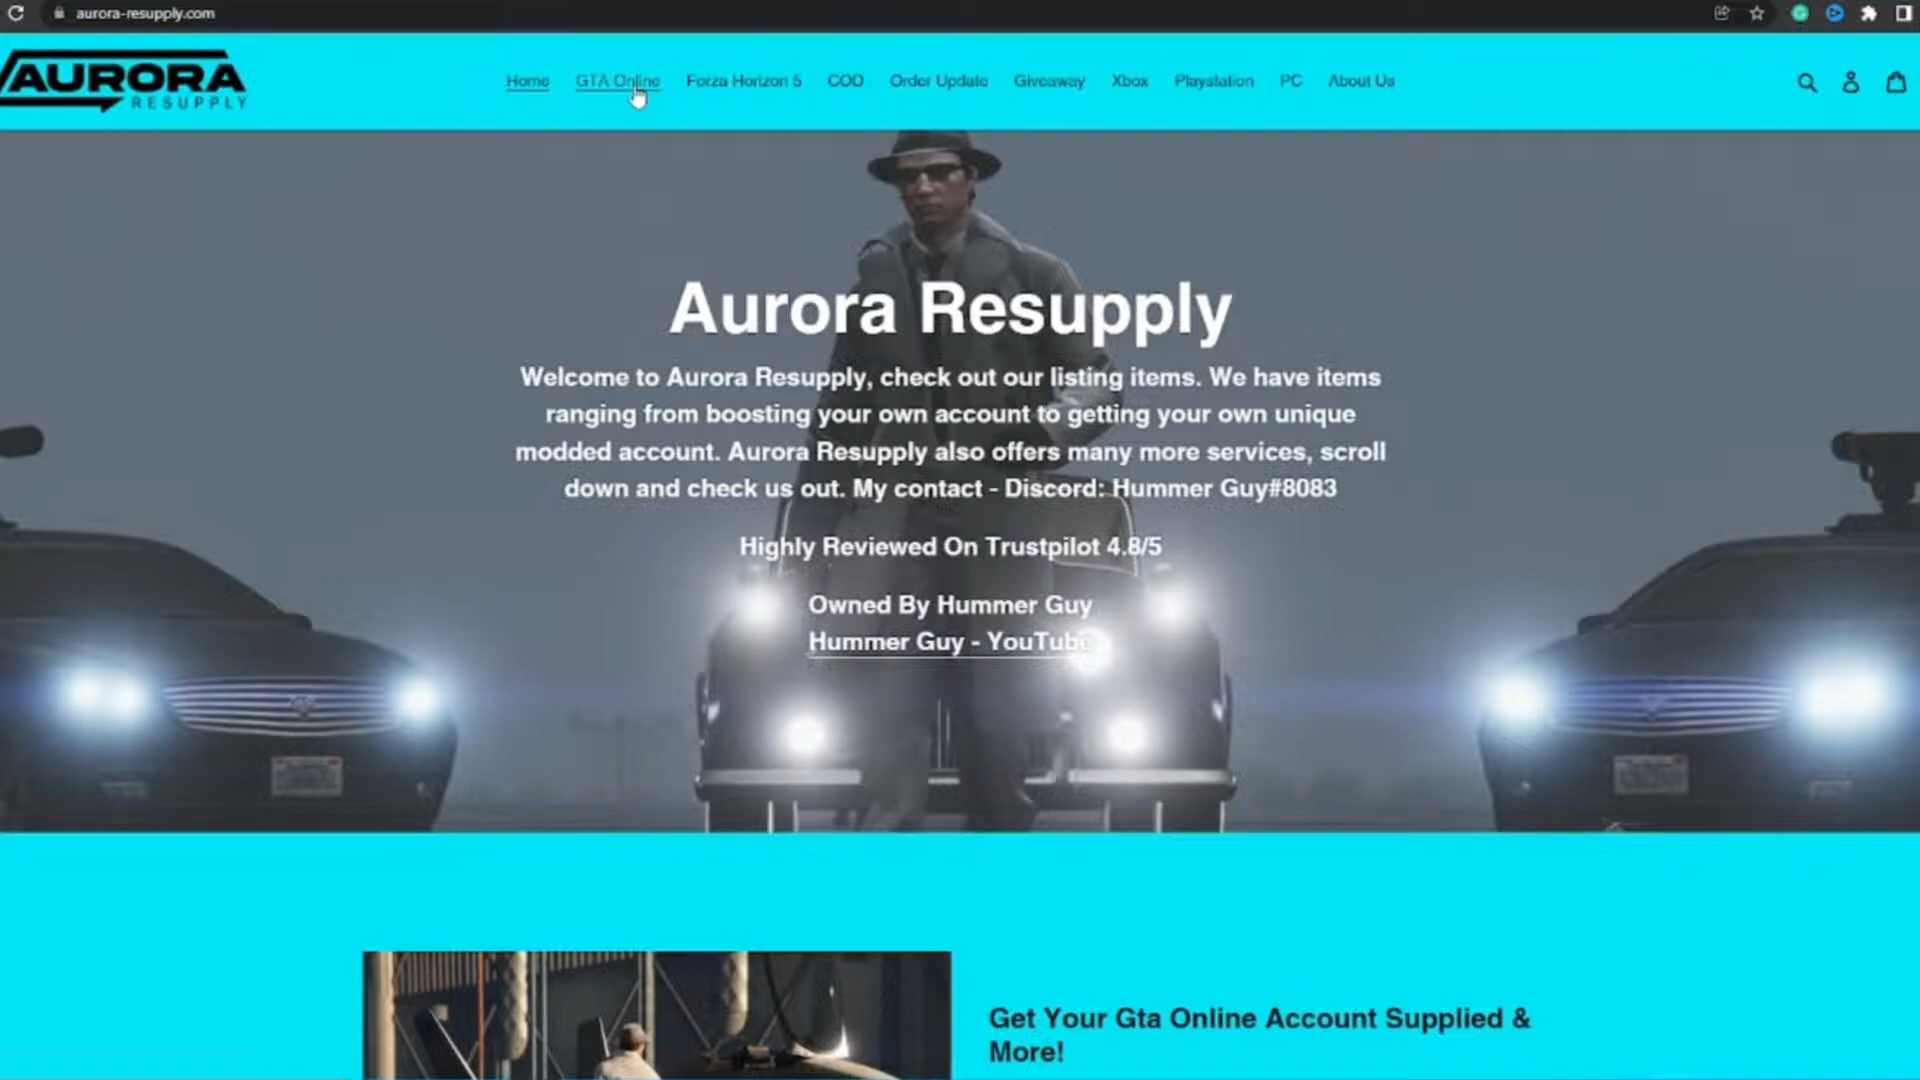 aurora-resupply.com
AURORA
RESUPPLY
Home GTA Online Forza Horizon 5 COD Order Update Giveaway Xbox Playstation PC About Us
Aurora Resupply
Welcome to Aurora Resupply, check out our listing items. We have items
ranging from boosting your own account to getting your own unique
modded account. Aurora Resupply also offers many more services, scroll
down and check us out. My contact - Discord: Hummer Guy#8083
Highly Reviewed On Trustpilot 4.8/5
Owned By Hummer Guy
Hummer Guy - YouTube
Get Your Gta Online Account Supplied &
More!